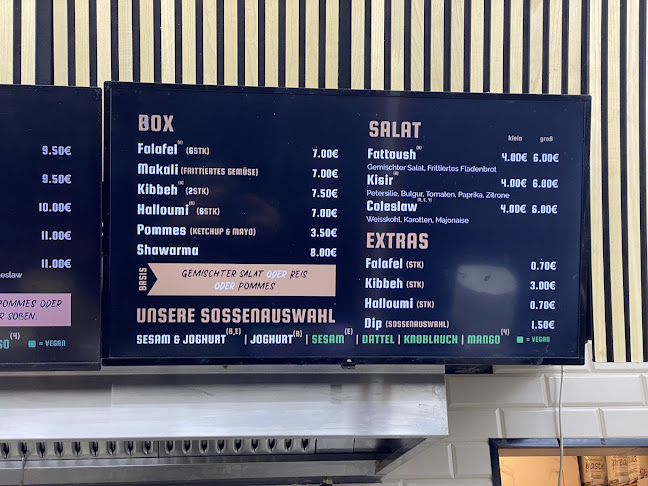 9.50€
9.50€
10.00€
11.00€
11.00€
eslaw
POMMES ODER
R SOßEN.
GO(4) = VEGAN
BOX
Falafel (6STK) 7.00€
Makali (FRITTIERTES GEMÜSE) 7.00€
Kibbeh (2STK) 7.50€
Halloumi (6STK) 7.00€
Pommes (KETCHUP & MAYO) 3.50€
Shawarma 8.00€
BASIS
GEMISCHTER SALAT ODER REIS
ODER POMMES
SALAT
klein groß
Fattoush 4.00€ 6.00€
Gemischter Salat, Frittiertes Fladenbrot
Kisir 4.00€ 6.00€
Petersilie, Bulgur, Tomaten, Paprika, Zitrone
Coleslaw 4.00€ 6.00€
Weisskohl, Karotten, Majonaise
EXTRAS
Falafel (STK) 0.70€
Kibbeh (STK) 3.00€
Halloumi (STK) 0.70€
Dip (SOSSENAUSWAHL) 1.50€
UNSERE SOSSENAUSWAHL
SESAM & JOGHURT(B,E) | JOGHURT(B) | SESAM(E) | DATTEL | KNOBLAUCH | MANGO(4) = VEGAN